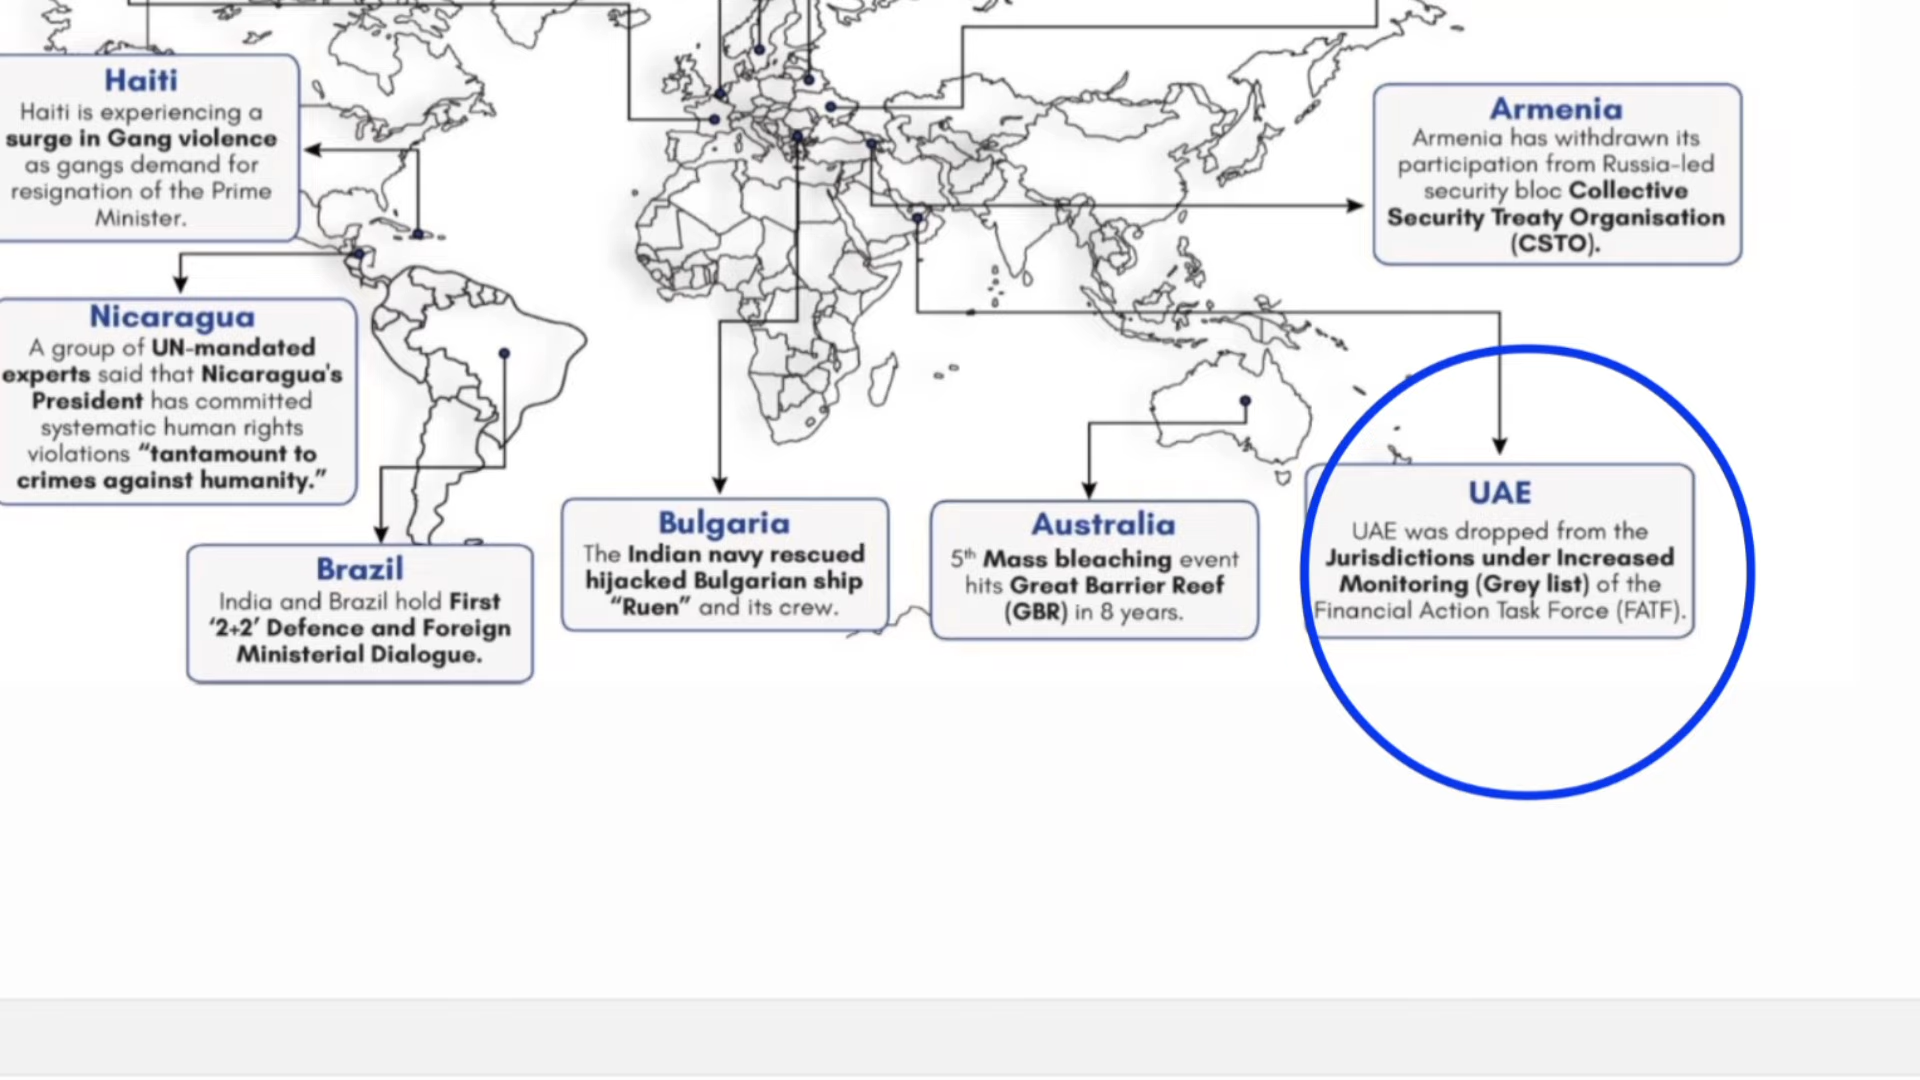 Haiti
Haiti is experiencing a
surge in Gang violence
as gangs demand for
resignation of the Prime
Minister.
Nicaragua
A group of UN-mandated
experts said that Nicaragua's
President has committed
systematic human rights
violations “tantamount to
crimes against humanity.”
Brazil
India and Brazil hold First
‘2+2’ Defence and Foreign
Ministerial Dialogue.
Bulgaria
The Indian navy rescued
hijacked Bulgarian ship
“Ruen” and its crew.
Australia
5th Mass bleaching event
hits Great Barrier Reef
(GBR) in 8 years.
Armenia
Armenia has withdrawn its
participation from Russia-led
security bloc Collective
Security Treaty Organisation
(CSTO).
UAE
UAE was dropped from the
Jurisdictions under Increased
Monitoring (Grey list) of the
Financial Action Task Force (FATF).